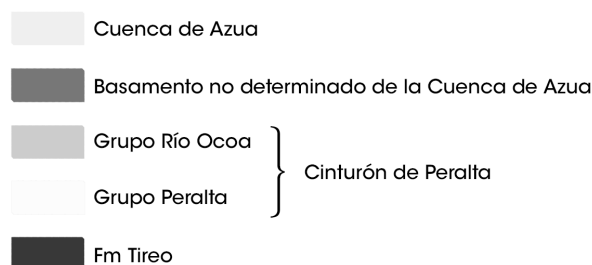 Cuenca de Azua
Basamento no determinado de la Cuenca de Azua
Grupo Río Ocoa
Cinturón de Peralta
Grupo Peralta
Fm Tireo